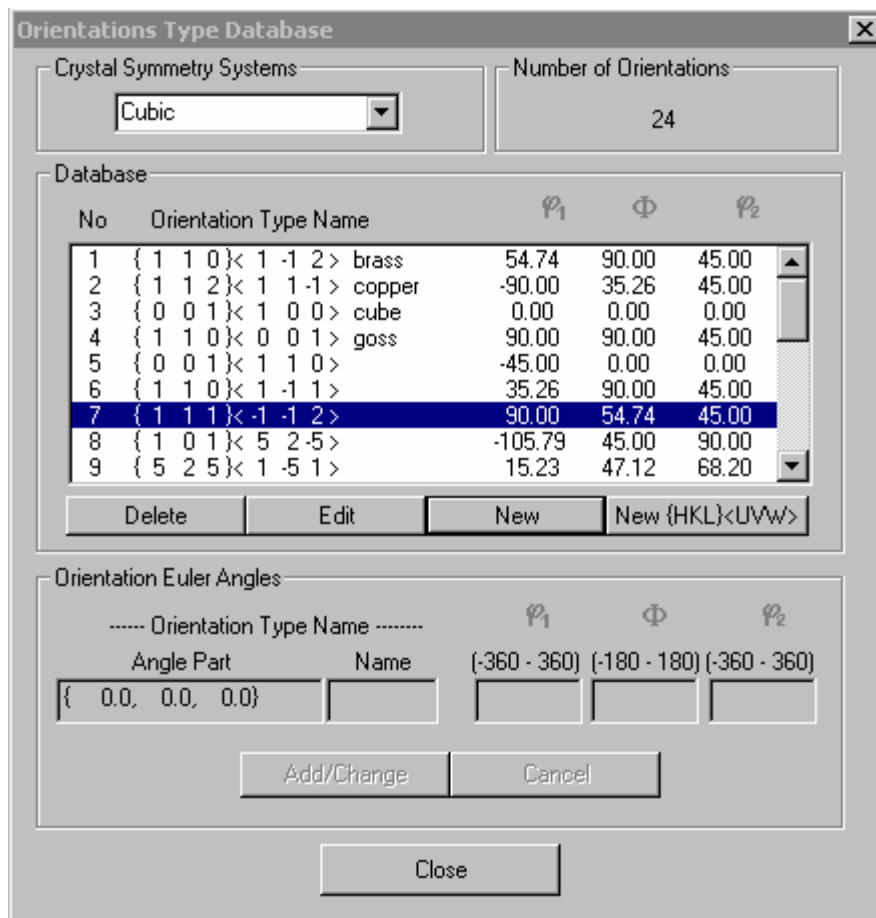 Orientations Type Database
Crystal Symmetry Systems
Number of Orientations
Cubic
24
Database
No Orientation Type Name φ1 Φ φ2
1 { 1 1 0}< 1 -1 2> brass 54.74 90.00 45.00
2 { 1 1 2}< 1 1 -1> copper -90.00 35.26 45.00
3 { 0 0 1}< 1 0 0> cube 0.00 0.00 0.00
4 { 1 1 0}< 0 0 1> goss 90.00 90.00 45.00
5 { 0 0 1}< 1 1 0> -45.00 0.00 0.00
6 { 1 1 0}< 1 -1 1> 35.26 90.00 45.00
7 { 1 1 1}< -1 -1 2> 90.00 54.74 45.00
8 { 1 0 1}< 5 2 -5> -105.79 45.00 90.00
9 { 5 2 5}< 1 -5 1> 15.23 47.12 68.20
Delete Edit New New {HKL}<UVW>
Orientation Euler Angles
------ Orientation Type Name -------- φ1 Φ φ2
Angle Part Name (-360 - 360) (-180 - 180) (-360 - 360)
{ 0.0, 0.0, 0.0}
Add/Change Cancel
Close